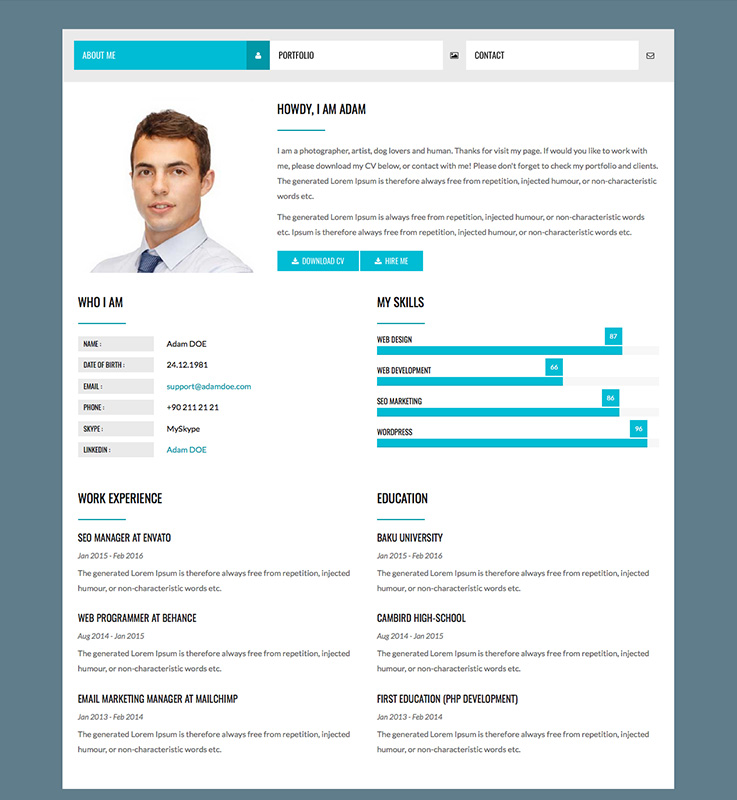 ABOUT ME
PORTFOLIO
CONTACT
HOWDY, I AM ADAM
I am a photographer, artist, dog lovers and human. Thanks for visit my page. If would you like to work with
me, please download my CV below, or contact with me! Please don't forget to check my portfolio and clients.
The generated Lorem Ipsum is therefore always free from repetition, injected humour, or non-characteristic
words etc.
The generated Lorem Ipsum is always free from repetition, injected humour, or non-characteristic words
etc. Ipsum is therefore always free from repetition, injected humour, or non-characteristic words etc.
DOWNLOAD CV
HIRE ME
WHO I AM
NAME :
Adam DOE
DATE OF BIRTH :
24.12.1981
EMAIL :
support@adamdoe.com
PHONE :
+90 211 21 21
SKYPE :
MySkype
LINKEDIN :
Adam DOE
MY SKILLS
WEB DESIGN
87
WEB DEVELOPMENT
66
SEO MARKETING
86
WORDPRESS
96
WORK EXPERIENCE
SEO MANAGER AT ENVATO
Jan 2015 - Feb 2016
The generated Lorem Ipsum is therefore always free from repetition, injected
humour, or non-characteristic words etc.
WEB PROGRAMMER AT BEHANCE
Aug 2014 - Jan 2015
The generated Lorem Ipsum is therefore always free from repetition, injected
humour, or non-characteristic words etc.
EMAIL MARKETING MANAGER AT MAILCHIMP
Jan 2013 - Feb 2014
The generated Lorem Ipsum is therefore always free from repetition, injected
humour, or non-characteristic words etc.
EDUCATION
BAKU UNIVERSITY
Jan 2015 - Feb 2016
The generated Lorem Ipsum is therefore always free from repetition, injected
humour, or non-characteristic words etc.
CAMBIRD HIGH-SCHOOL
Aug 2014 - Jan 2015
The generated Lorem Ipsum is therefore always free from repetition, injected
humour, or non-characteristic words etc.
FIRST EDUCATION (PHP DEVELOPMENT)
Jan 2013 - Feb 2014
The generated Lorem Ipsum is therefore always free from repetition, injected
humour, or non-characteristic words etc.